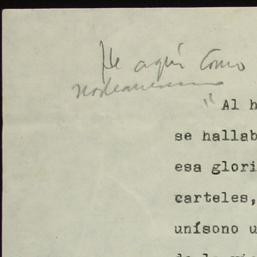 He aquí como
"Al h
se hallab
esa glori
carteles,
unísono u